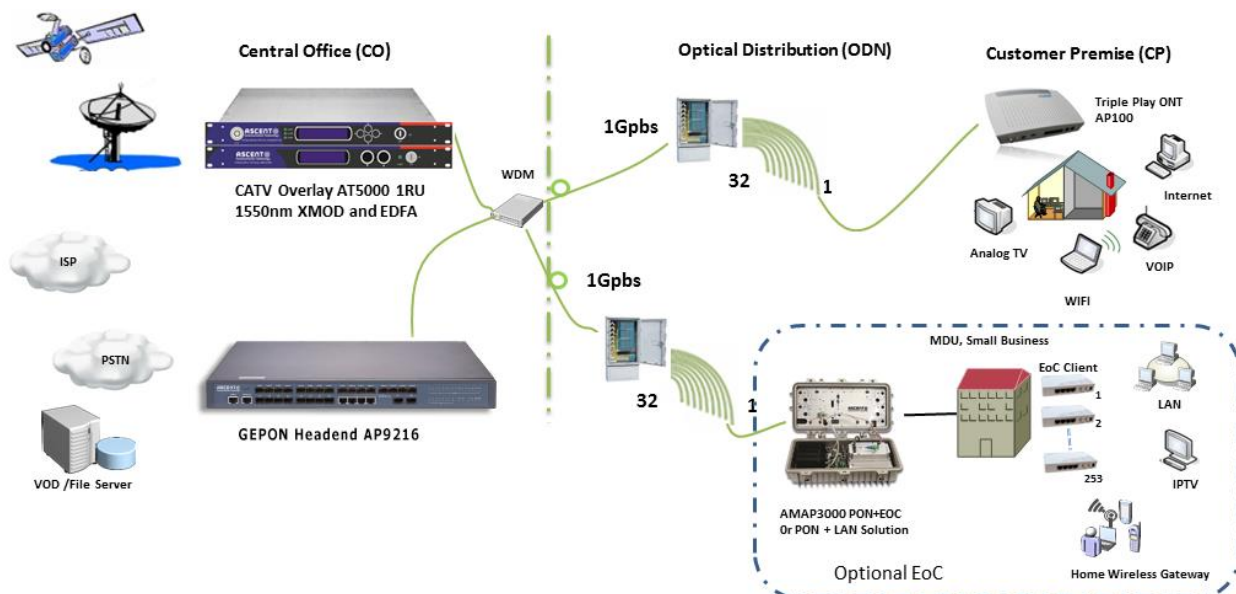 Central Office (CO)
Optical Distribution (ODN)
Customer Premise (CP)
ASCENT
ASCENT
CATV Overlay AT5000 1RU
1550nm XMOD and EDFA
WDM
1Gpbs
32
1
Triple Play ONT
AP100
Internet
Analog TV
VOIP
WIFI
ISP
PSTN
VOD /File Server
ASCENT
GEPON Headend AP9216
1Gpbs
32
1
MDU, Small Business
EoC Client
1
2
253
LAN
IPTV
AMAP3000 PON+EOC
0r PON + LAN Solution
Home Wireless Gateway
Optional EoC